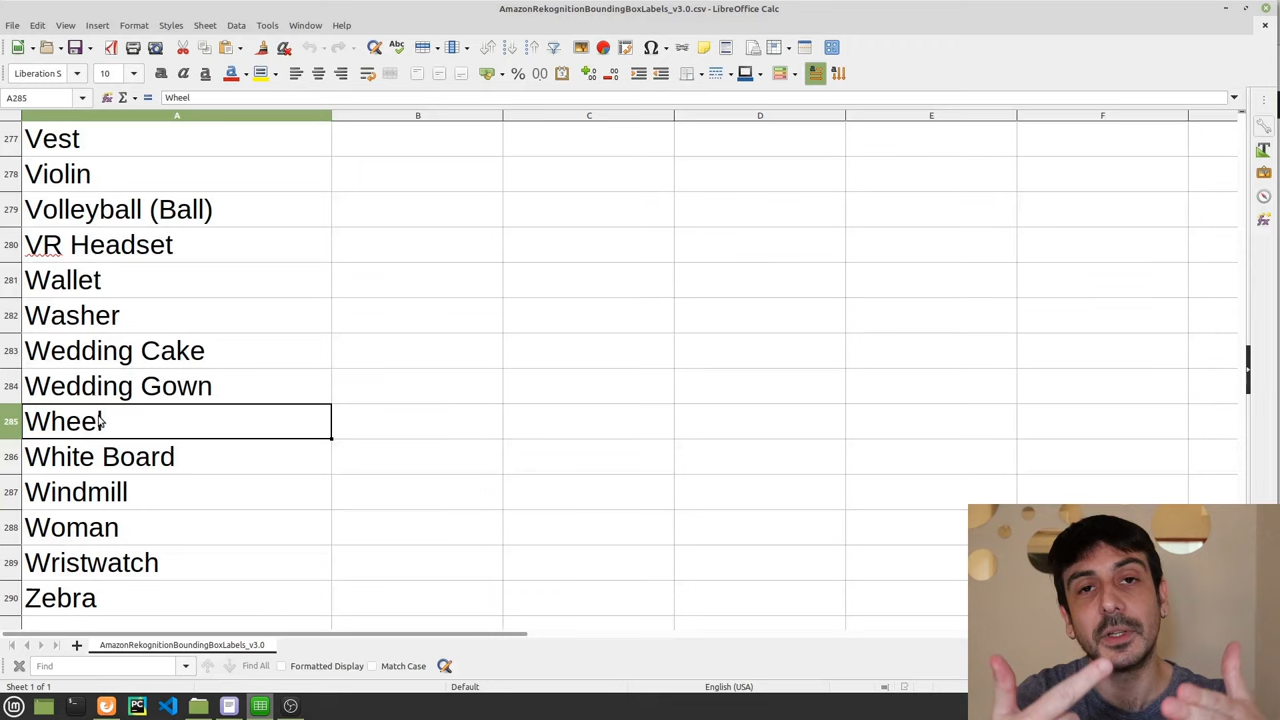 AmazonRekognitionBoundingBoxLabels_v3.0.csv - LibreOffice Calc
File Edit View Insert Format Styles Sheet Data Tools Window Help
Liberation S 10
A285 Wheel
A B C D E F
277 Vest
278 Violin
279 Volleyball (Ball)
280 VR Headset
281 Wallet
282 Washer
283 Wedding Cake
284 Wedding Gown
285 Wheel
286 White Board
287 Windmill
288 Woman
289 Wristwatch
290 Zebra
AmazonRekognitionBoundingBoxLabels_v3.0
Find Find All Formatted Display Match Case
Sheet 1 of 1 Default English (USA)